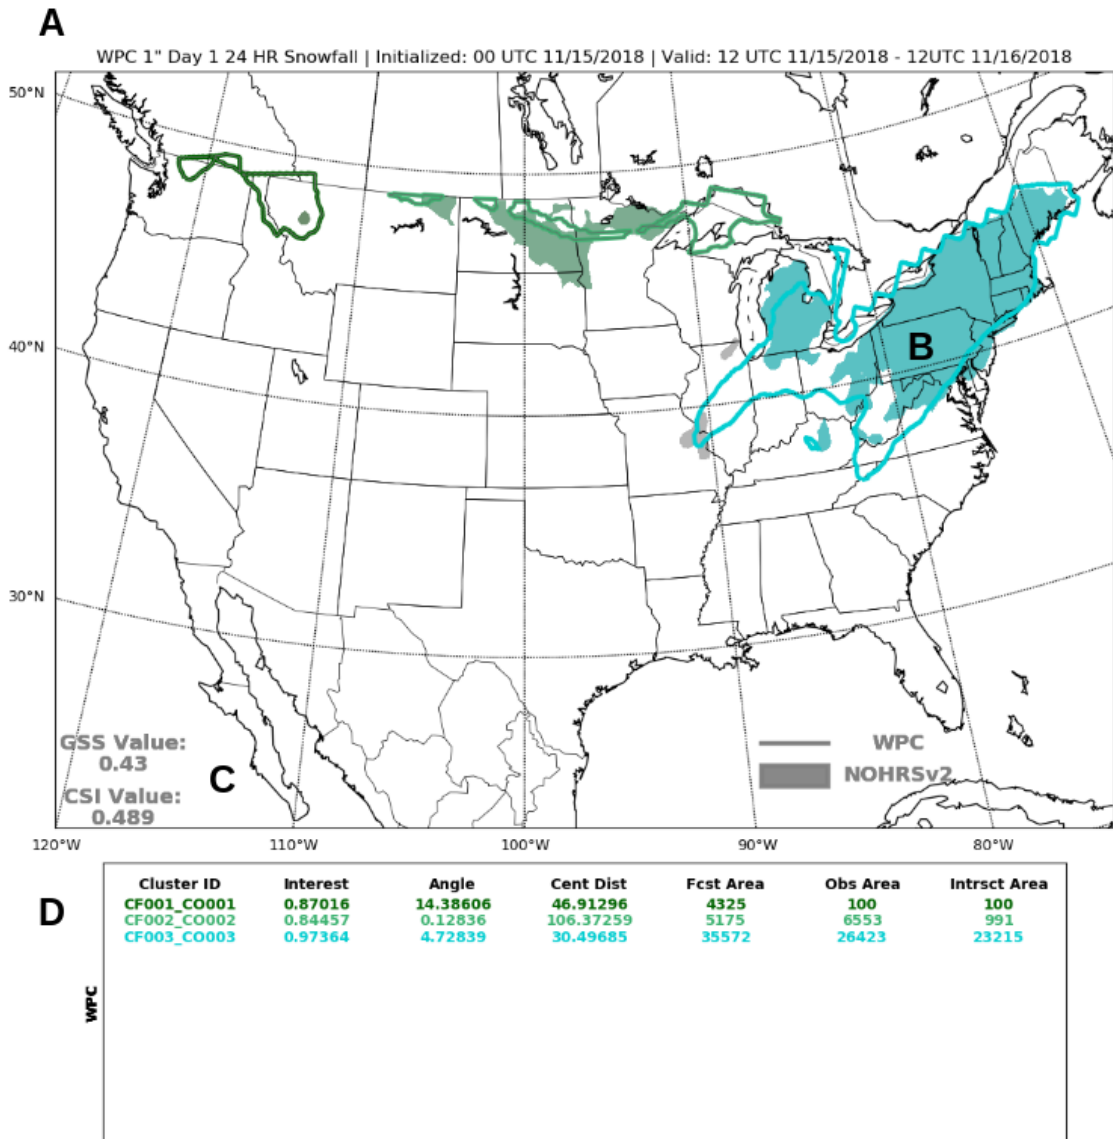 A
WPC 1" Day 1 24 HR Snowfall | Initialized: 00 UTC 11/15/2018 | Valid: 12 UTC 11/15/2018 - 12UTC 11/16/2018
50°N
40°N
B
30°N
GSS Value:
0.43
C
CSI Value:
0.489
WPC
NOHRSv2
120°W 110°W 100°W 90°W 80°W
D
Cluster ID Interest Angle Cent Dist Fcst Area Obs Area Intrsct Area
CF001_CO001 0.87016 14.38606 46.91296 4325 100 100
CF002_CO002 0.84457 0.12836 106.37259 5175 6553 991
CF003_CO003 0.97364 4.72839 30.49685 35572 26423 23215
WPC